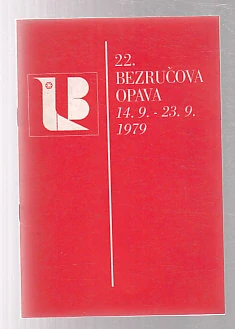 22.
BEZRUČOVA
OPAVA
14. 9. - 23. 9.
1979